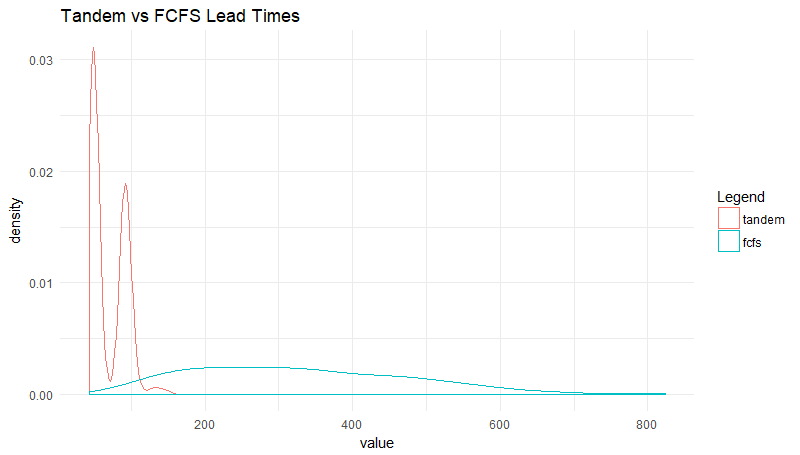 Tandem vs FCFS Lead Times
0.03
0.02
0.01
0.00
density
200 400 600 800
value
Legend
tandem
fcfs